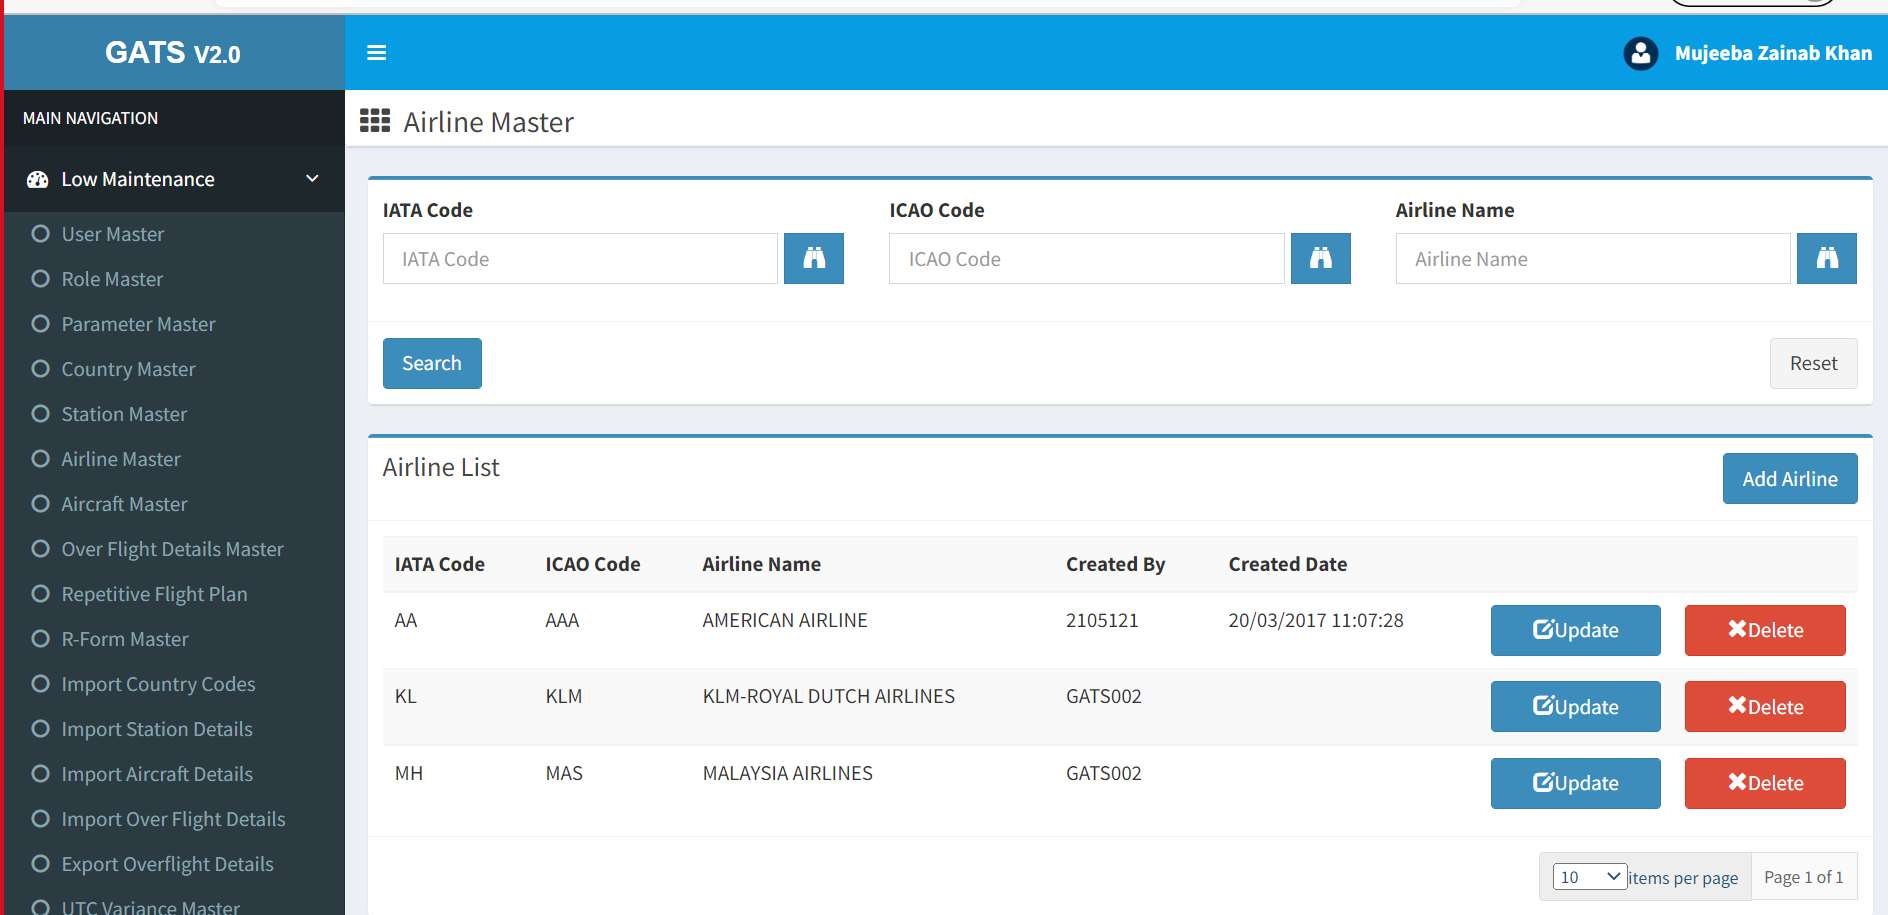 GATS V2.0
Mujeeba Zainab Khan
MAIN NAVIGATION
Low Maintenance
User Master
Role Master
Parameter Master
Country Master
Station Master
Airline Master
Aircraft Master
Over Flight Details Master
Repetitive Flight Plan
R-Form Master
Import Country Codes
Import Station Details
Import Aircraft Details
Import Over Flight Details
Export Overflight Details
UTC Variance Master
Airline Master
IATA Code ICAO Code Airline Name
IATA Code ICAO Code Airline Name
Search Reset
Airline List Add Airline
IATA Code ICAO Code Airline Name Created By Created Date
AA AAA AMERICAN AIRLINE 2105121 20/03/2017 11:07:28 Update Delete
KL KLM KLM-ROYAL DUTCH AIRLINES GATS002 Update Delete
MH MAS MALAYSIA AIRLINES GATS002 Update Delete
10 items per page Page 1 of 1